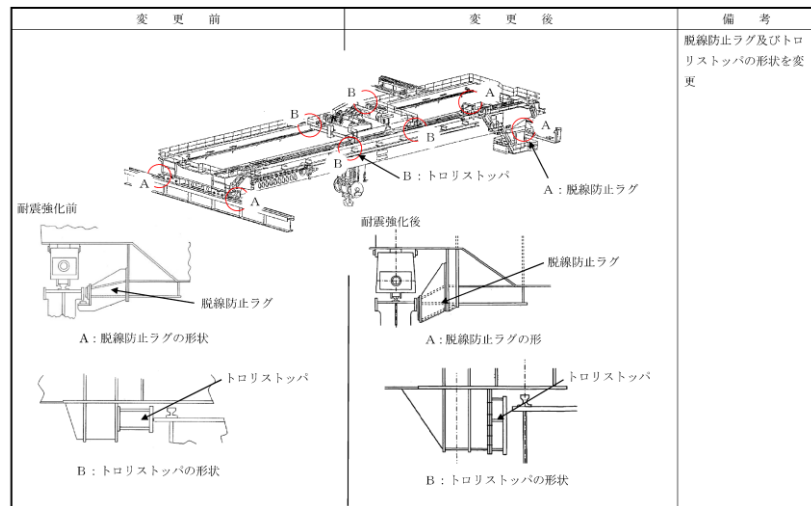 変 更 前
変 更 後
備 考
脱線防止ラグ及びトロ
リストッパの形状を変
更
A
B
A
B
B
B：トロリストッパ
A：脱線防止ラグ
A
A
耐震強化前
脱線防止ラグ
A：脱線防止ラグの形状
トロリストッパ
B：トロリストッパの形状
耐震強化後
脱線防止ラグ
A：脱線防止ラグの形
トロリストッパ
B：トロリストッパの形状